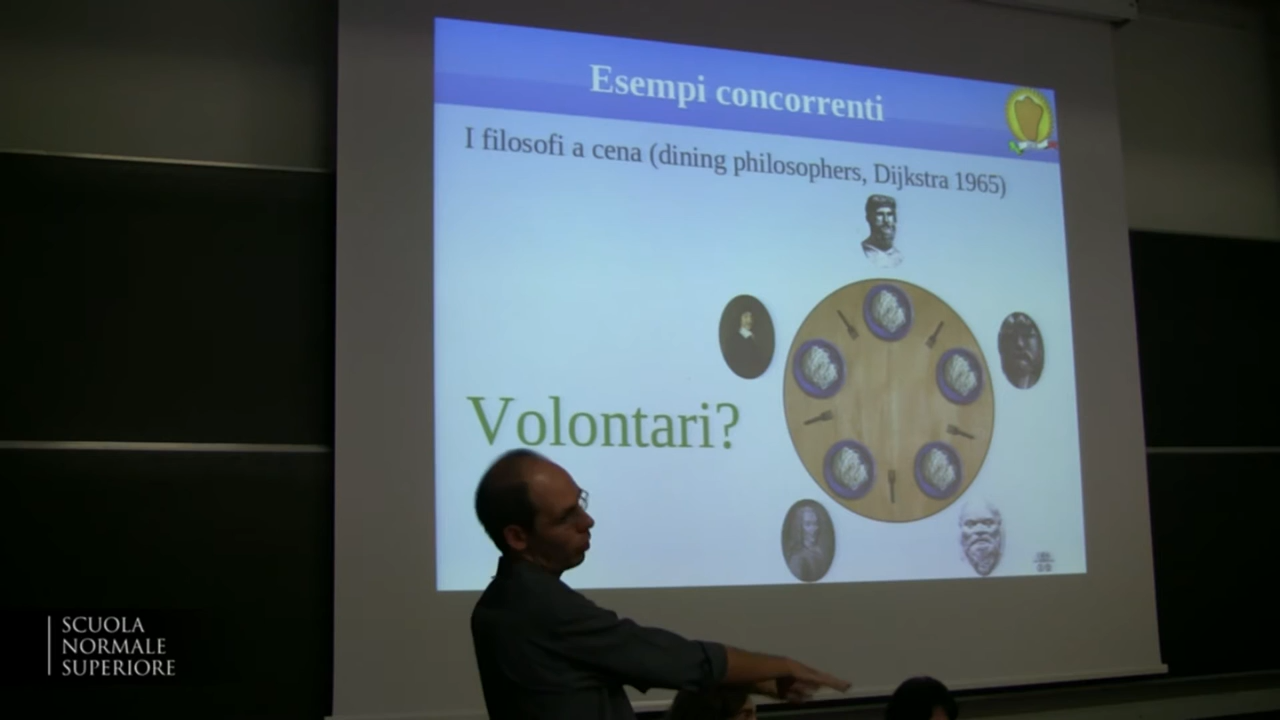 Esempi concorrenti
I filosofi a cena (dining philosophers, Dijkstra 1965)
Volontari?
SCUOLA
NORMALE
SUPERIORE